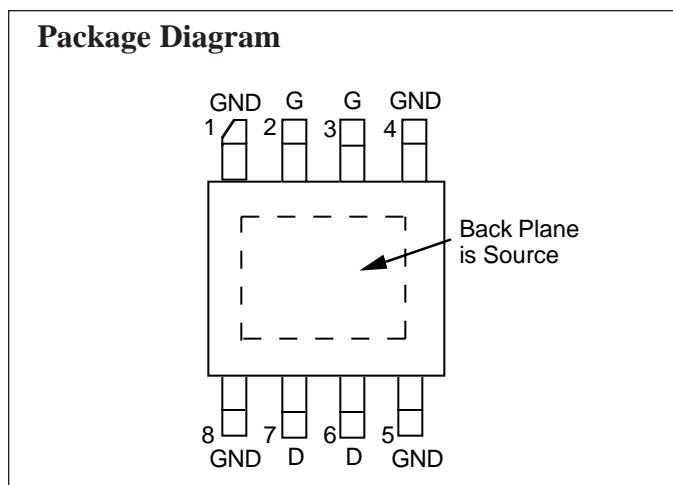 Package Diagram
GND G G GND
1 2 3 4
Back Plane
is Source
8 7 6 5
GND D D GND